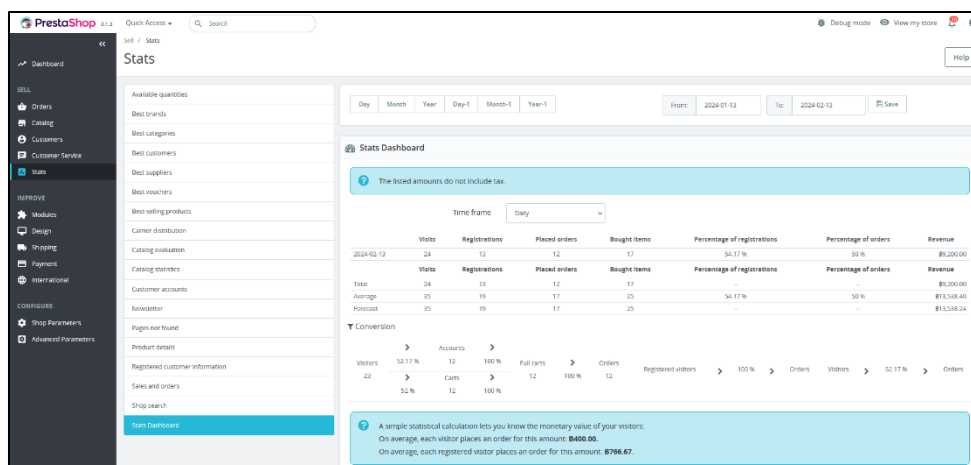 PrestaShop 8.1.3 Quick Access Search Debug mode View my store
Sell / Stats
Stats
Help
Dashboard
SELL
Orders
Catalog
Customers
Customer Service
Stats
IMPROVE
Modules
Design
Shipping
Payment
International
CONFIGURE
Shop Parameters
Advanced Parameters
Available quantities
Best brands
Best categories
Best customers
Best suppliers
Best vouchers
Best-selling products
Carrier distribution
Catalog evaluation
Catalog statistics
Customer accounts
Newsletter
Pages not found
Product details
Registered customer information
Sales and orders
Shop search
Stats Dashboard
Day Month Year Day-1 Month-1 Year-1 From: 2024-01-13 To: 2024-02-13 Save
Stats Dashboard
? The listed amounts do not include tax.
Time frame Daily
Visits Registrations Placed orders Bought items Percentage of registrations Percentage of orders Revenue
2024-02-13 24 13 12 17 54.17 % 50 % ฿9,200.00
Visits Registrations Placed orders Bought items Percentage of registrations Percentage of orders Revenue
Total 24 13 12 17 -- -- ฿9,200.00
Average 35 19 17 25 54.17 % 50 % ฿13,538.40
Forecast 35 19 17 25 -- -- ฿13,538.24
Conversion
Visitors 23
52.17 % Accounts 12 100 %
52 % Carts 12 100 %
Full carts 12 100 % Orders 12
Registered visitors 100 % Orders Visitors 52.17 % Orders
? A simple statistical calculation lets you know the monetary value of your visitors:
On average, each visitor places an order for this amount: ฿400.00.
On average, each registered visitor places an order for this amount: ฿766.67.